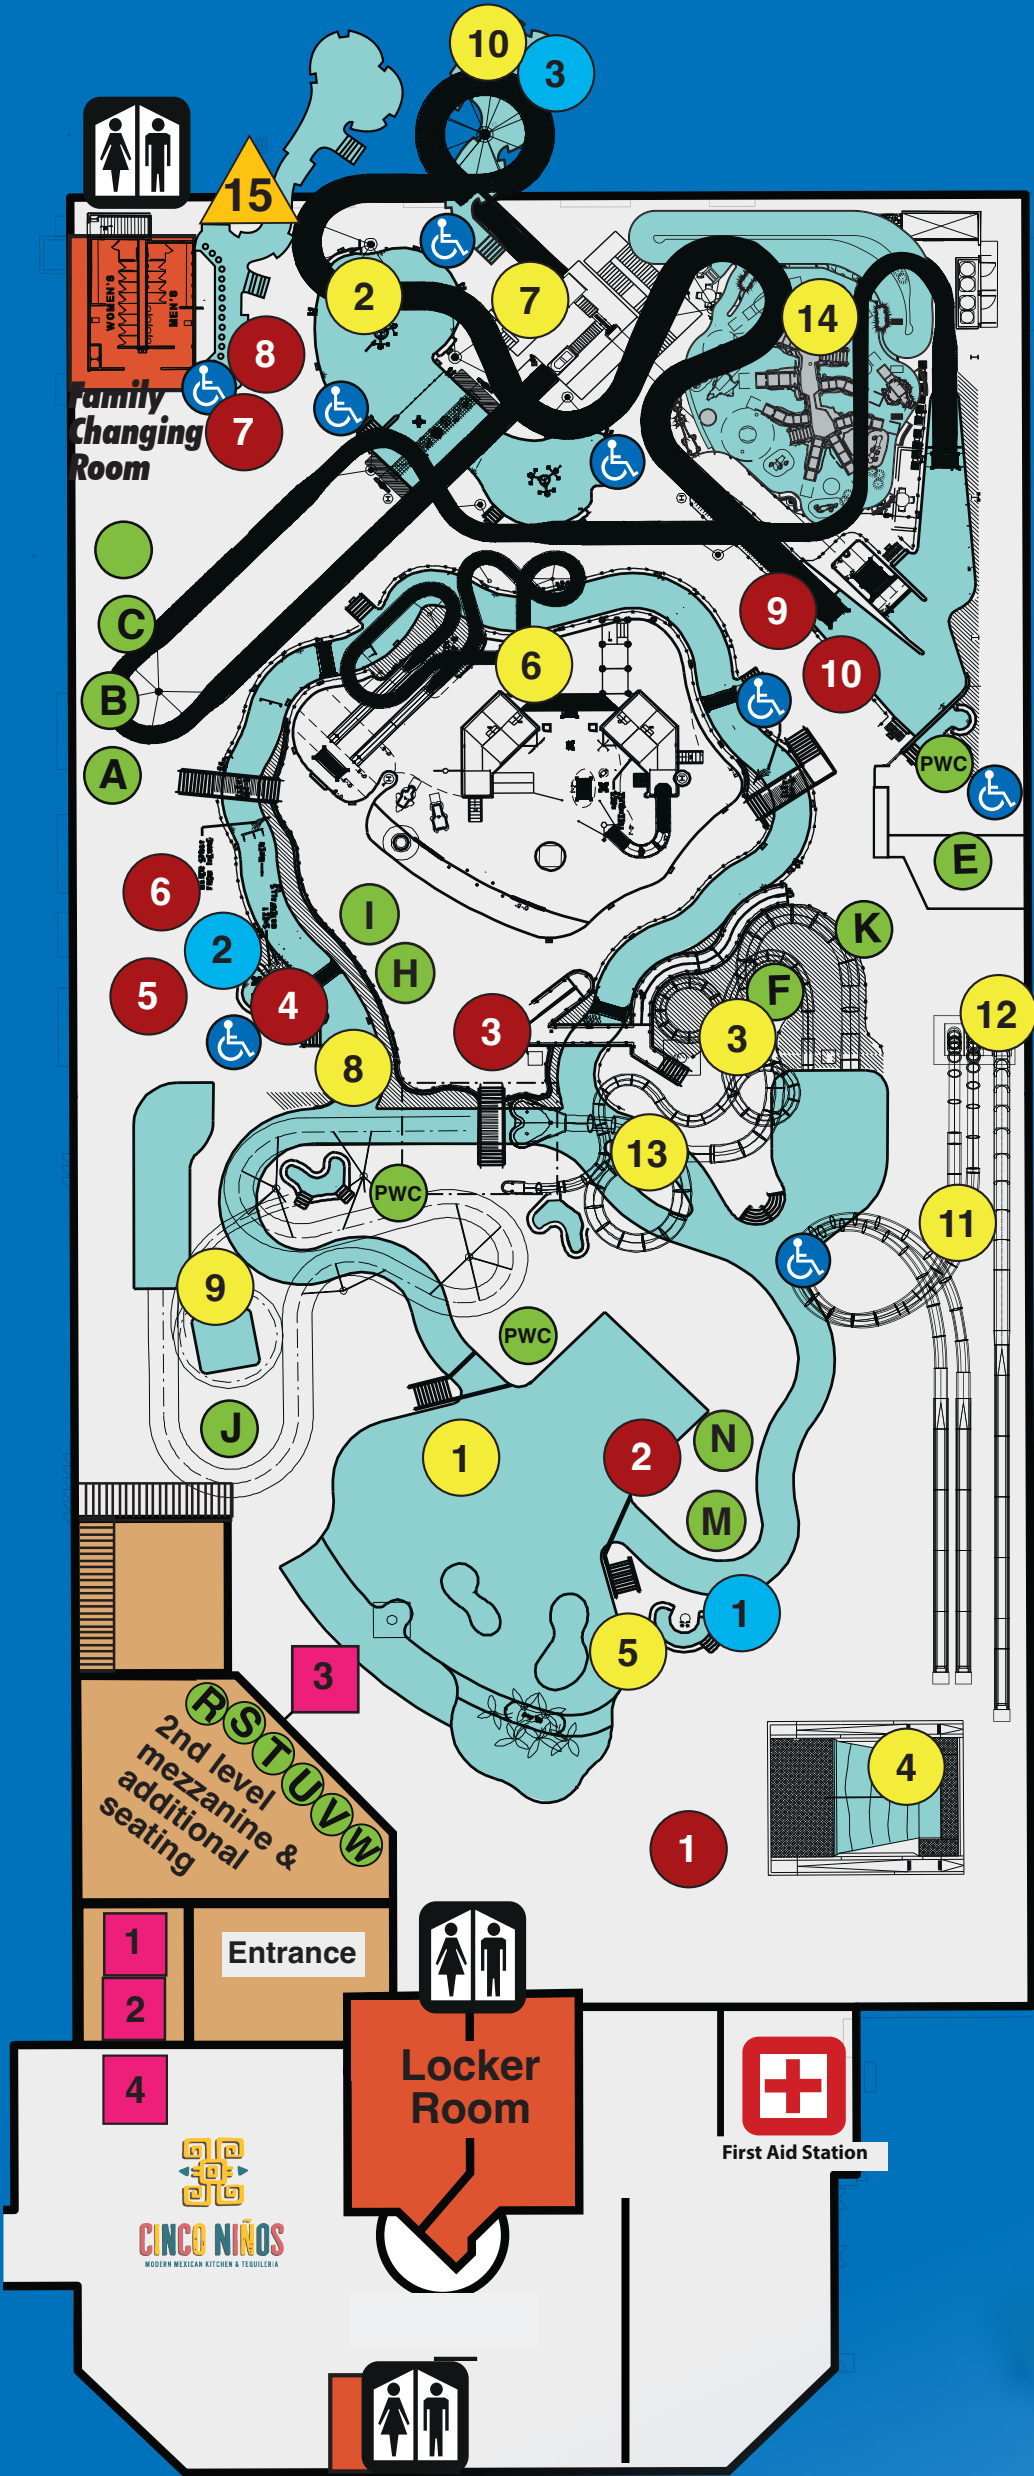 10
3
15
WOMEN'S
MEN'S
2
7
14
8
7
Family
Changing
Room
C
B
A
6
9
10
PWC
E
6
2
5
4
I
H
3
K
F
3
12
8
13
PWC
11
9
PWC
J
1
2
N
M
1
5
3
R S T U V W
2nd level
mezzanine &
additional
seating
4
1
1
2
Entrance
4
Locker
Room
First Aid Station
CINCO NIÑOS
MODERN MEXICAN KITCHEN & TEQUILERIA